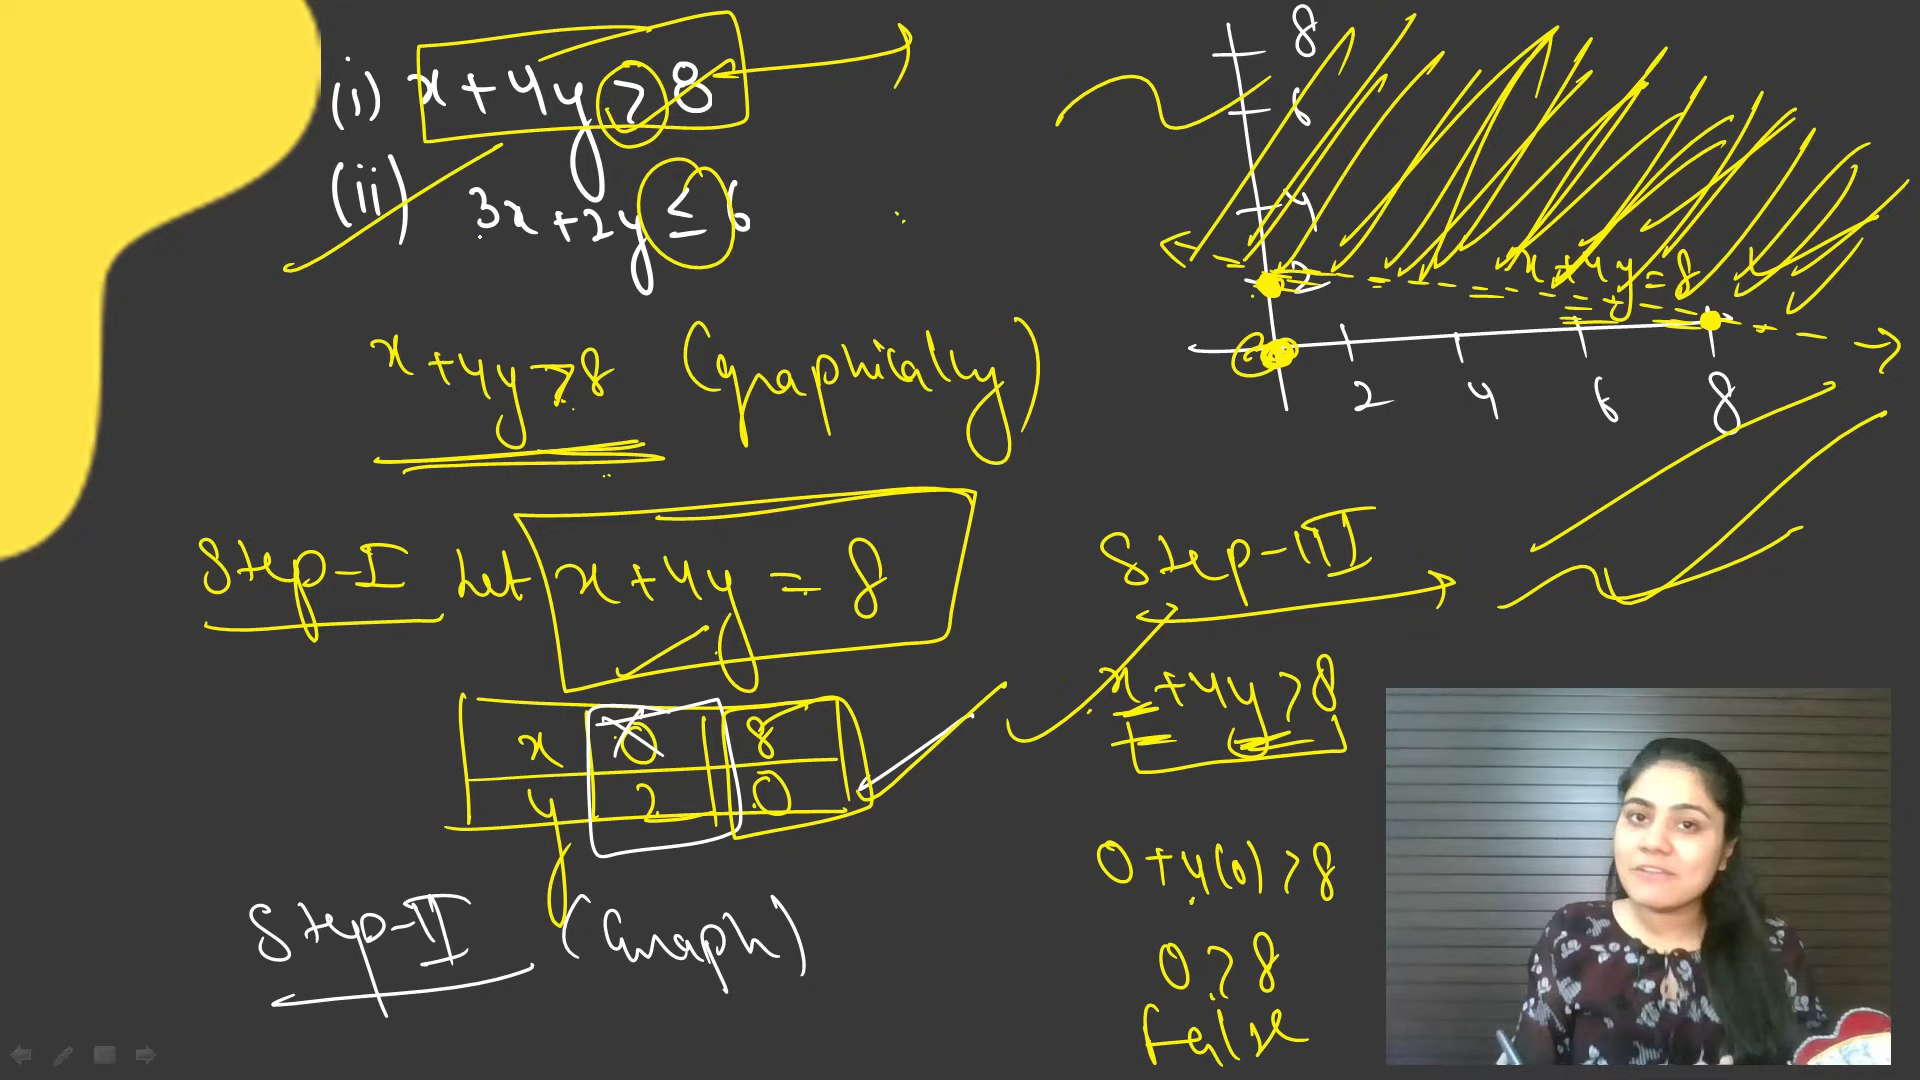 (i) x+4y>8
(ii) 3x+2y≤6
x+4y>8 (graphically)
Step-I Let x+4y=8
x 0 8
y 2 0
Step-II (Graph)
8
6
4
2
x+4y=8
0
2 4 6 8
Step-III
x+4y>8
0+4(0)>8
0>8
False